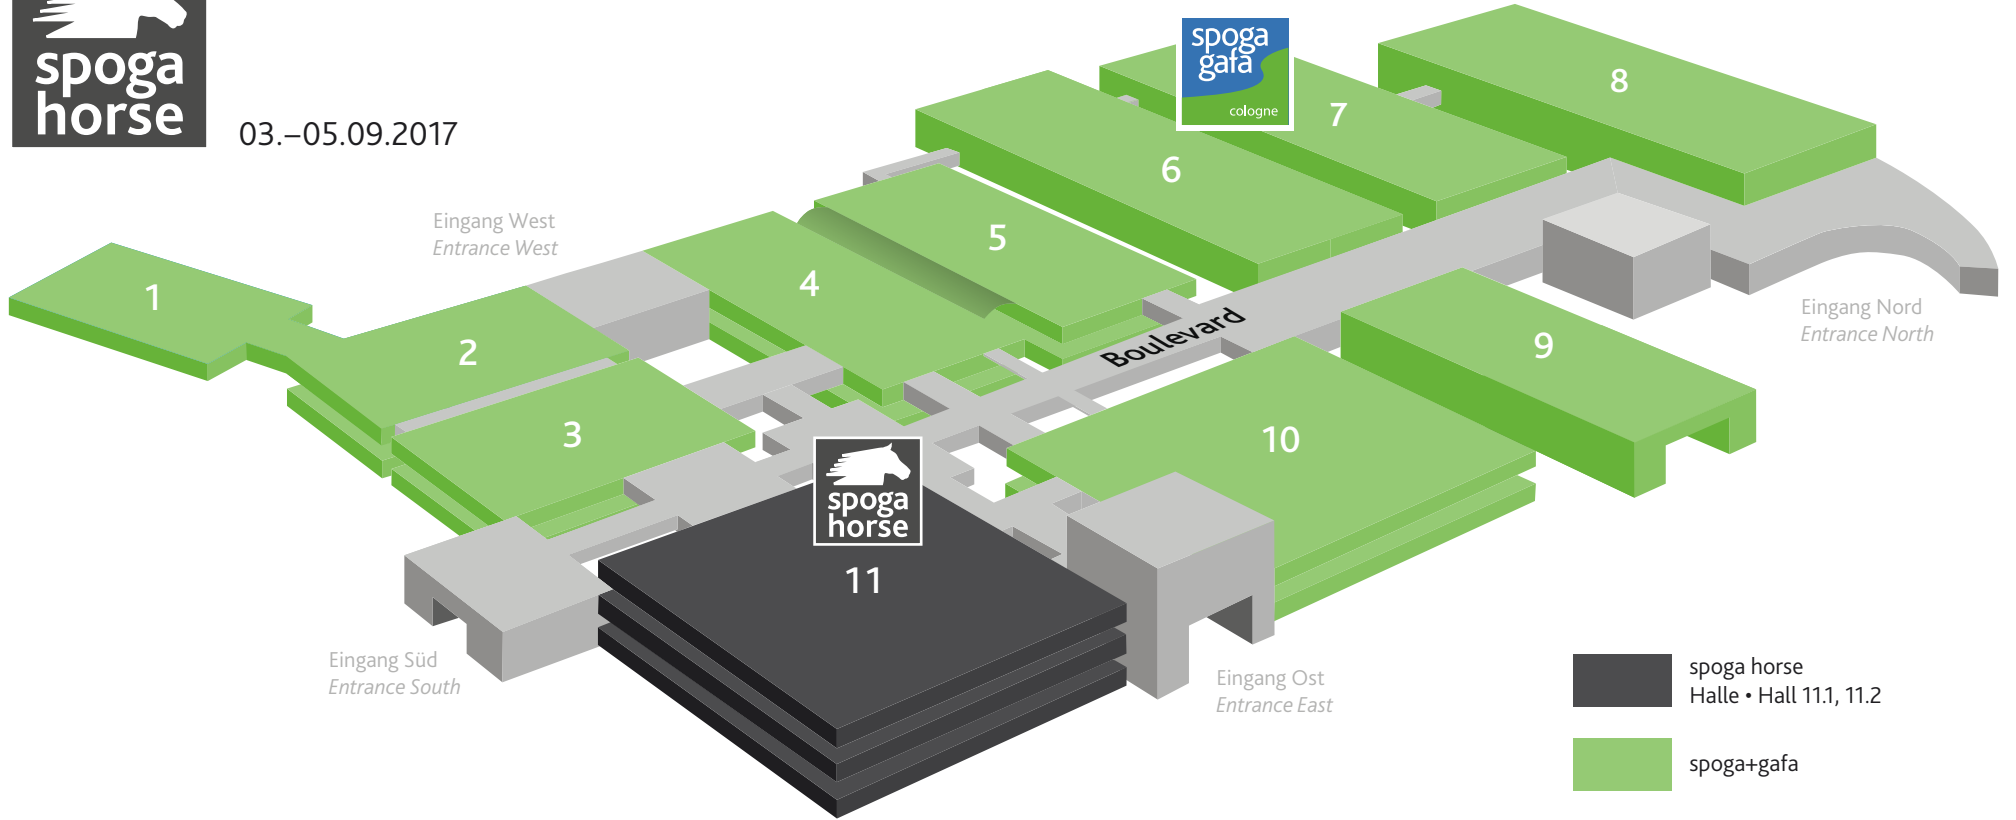 spoga
horse
03.–05.09.2017
spoga
gafa
cologne
8
7
6
5
4
Eingang West
Entrance West
1
2
3
Boulevard
9
10
Eingang Nord
Entrance North
spoga
horse
11
Eingang Süd
Entrance South
Eingang Ost
Entrance East
spoga horse
Halle • Hall 11.1, 11.2
spoga+gafa